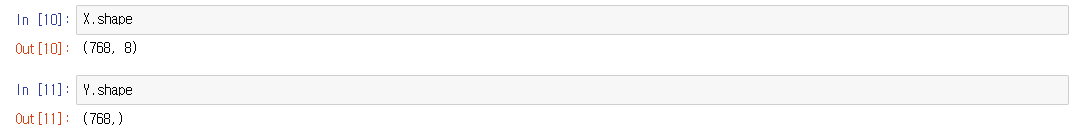 In [10]: X.shape
Out[10]: (768, 8)
In [11]: Y.shape
Out[11]: (768,)